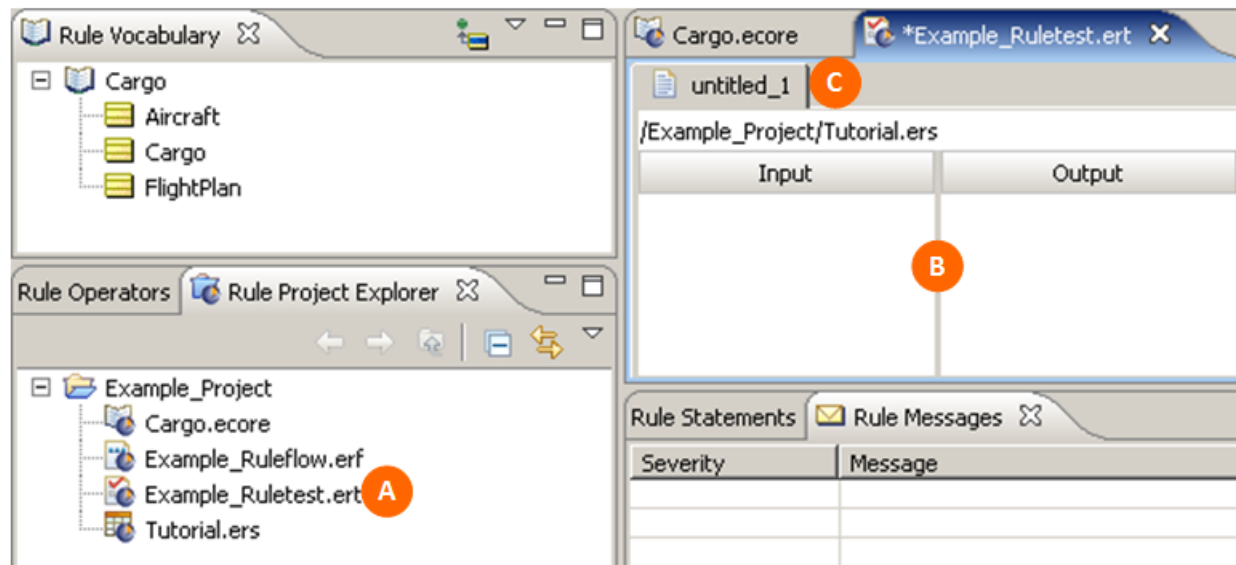 Rule Vocabulary
Cargo
Aircraft
Cargo
FlightPlan
Rule Operators Rule Project Explorer
Example_Project
Cargo.ecore
Example_Ruleflow.erf
Example_Ruletest.ert A
Tutorial.ers
Cargo.ecore *Example_Ruletest.ert
untitled_1 C
/Example_Project/Tutorial.ers
Input Output
B
Rule Statements Rule Messages
Severity Message